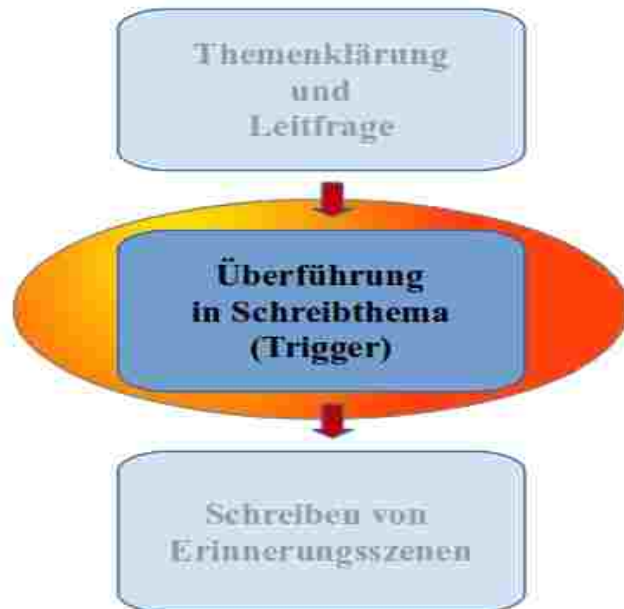 Themenklärung
und
Leitfrage
Überführung
in Schreibthema
(Trigger)
Schreiben von
Erinnerungsszenen